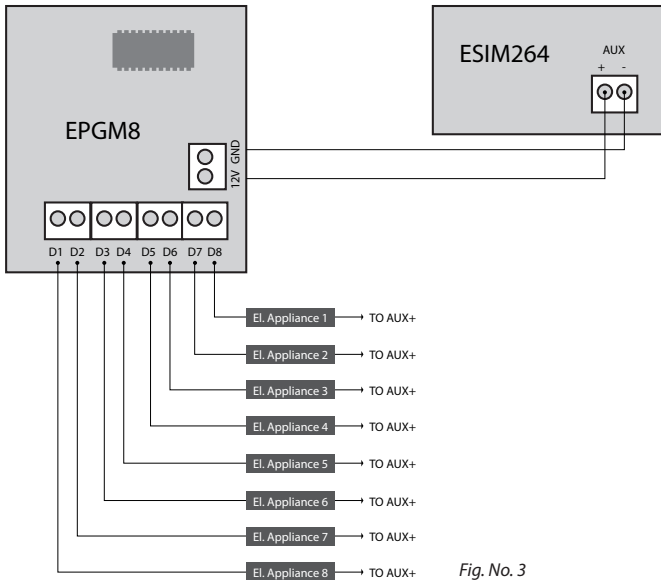 ESIM264
AUX
+ -
EPGM8
12V GND
D1 D2 D3 D4 D5 D6 D7 D8
El. Appliance 1 TO AUX+
El. Appliance 2 TO AUX+
El. Appliance 3 TO AUX+
El. Appliance 4 TO AUX+
El. Appliance 5 TO AUX+
El. Appliance 6 TO AUX+
El. Appliance 7 TO AUX+
El. Appliance 8 TO AUX+
Fig. No. 3